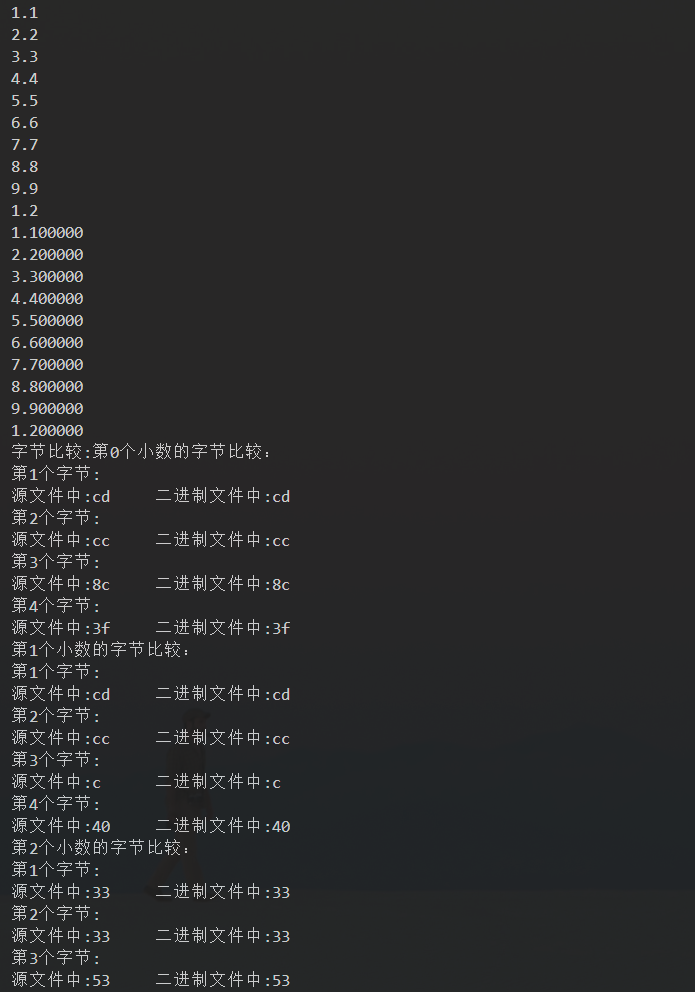 1.1
2.2
3.3
4.4
5.5
6.6
7.7
8.8
9.9
1.2
1.100000
2.200000
3.300000
4.400000
5.500000
6.600000
7.700000
8.800000
9.900000
1.200000
字节比较:第0个小数的字节比较：
第1个字节:
源文件中:cd     二进制文件中:cd
第2个字节:
源文件中:cc     二进制文件中:cc
第3个字节:
源文件中:8c     二进制文件中:8c
第4个字节:
源文件中:3f     二进制文件中:3f
第1个小数的字节比较：
第1个字节:
源文件中:cd     二进制文件中:cd
第2个字节:
源文件中:cc     二进制文件中:cc
第3个字节:
源文件中:c      二进制文件中:c
第4个字节:
源文件中:40     二进制文件中:40
第2个小数的字节比较：
第1个字节:
源文件中:33     二进制文件中:33
第2个字节:
源文件中:33     二进制文件中:33
第3个字节:
源文件中:53     二进制文件中:53